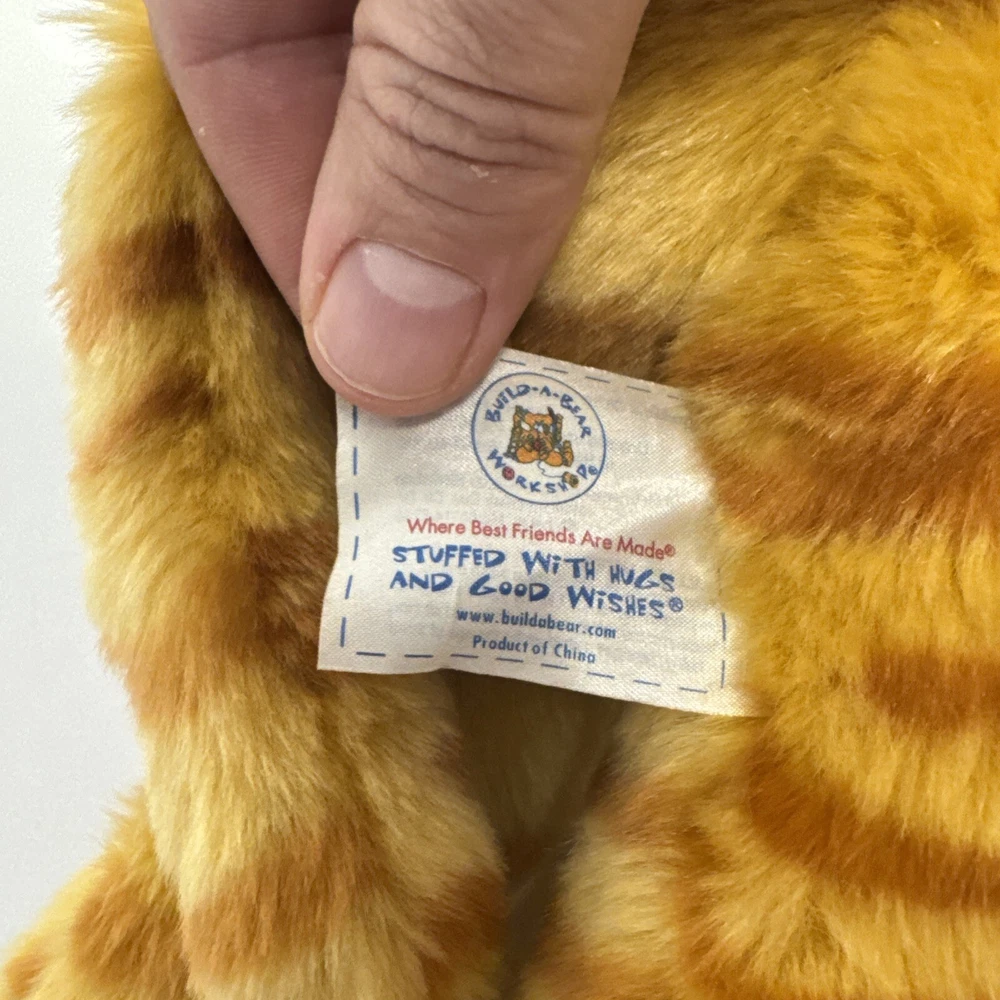 BUILD-A-BEAR
WORKSHOP®
Where Best Friends Are Made®
STUFFED WiTH HUGS
AND GOOD WiSHES®
www.buildabear.com
Product of China